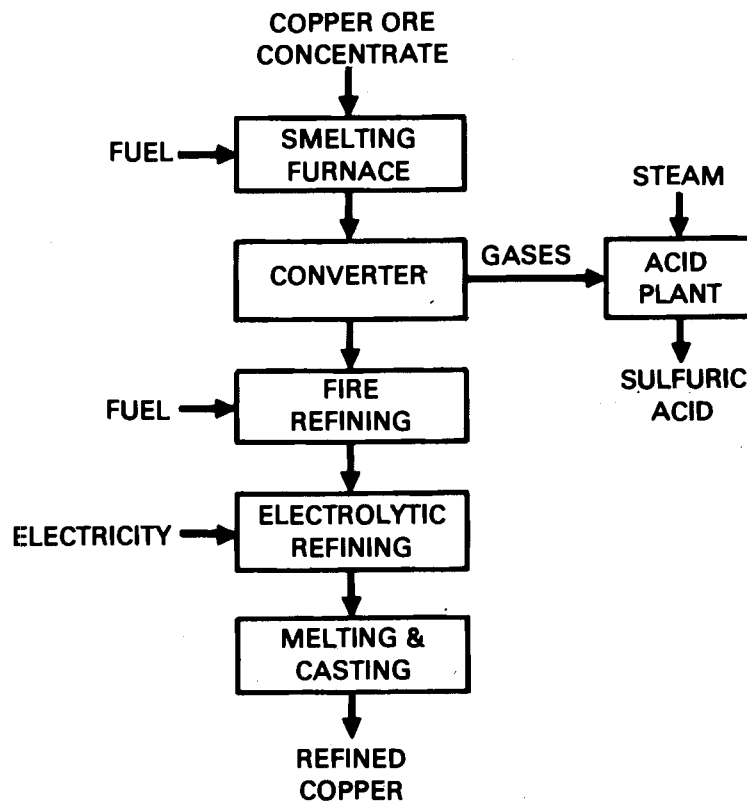 COPPER ORE
CONCENTRATE
FUEL
SMELTING
FURNACE
STEAM
CONVERTER
GASES
ACID
PLANT
FUEL
FIRE
REFINING
SULFURIC
ACID
ELECTRICITY
ELECTROLYTIC
REFINING
MELTING &
CASTING
REFINED
COPPER